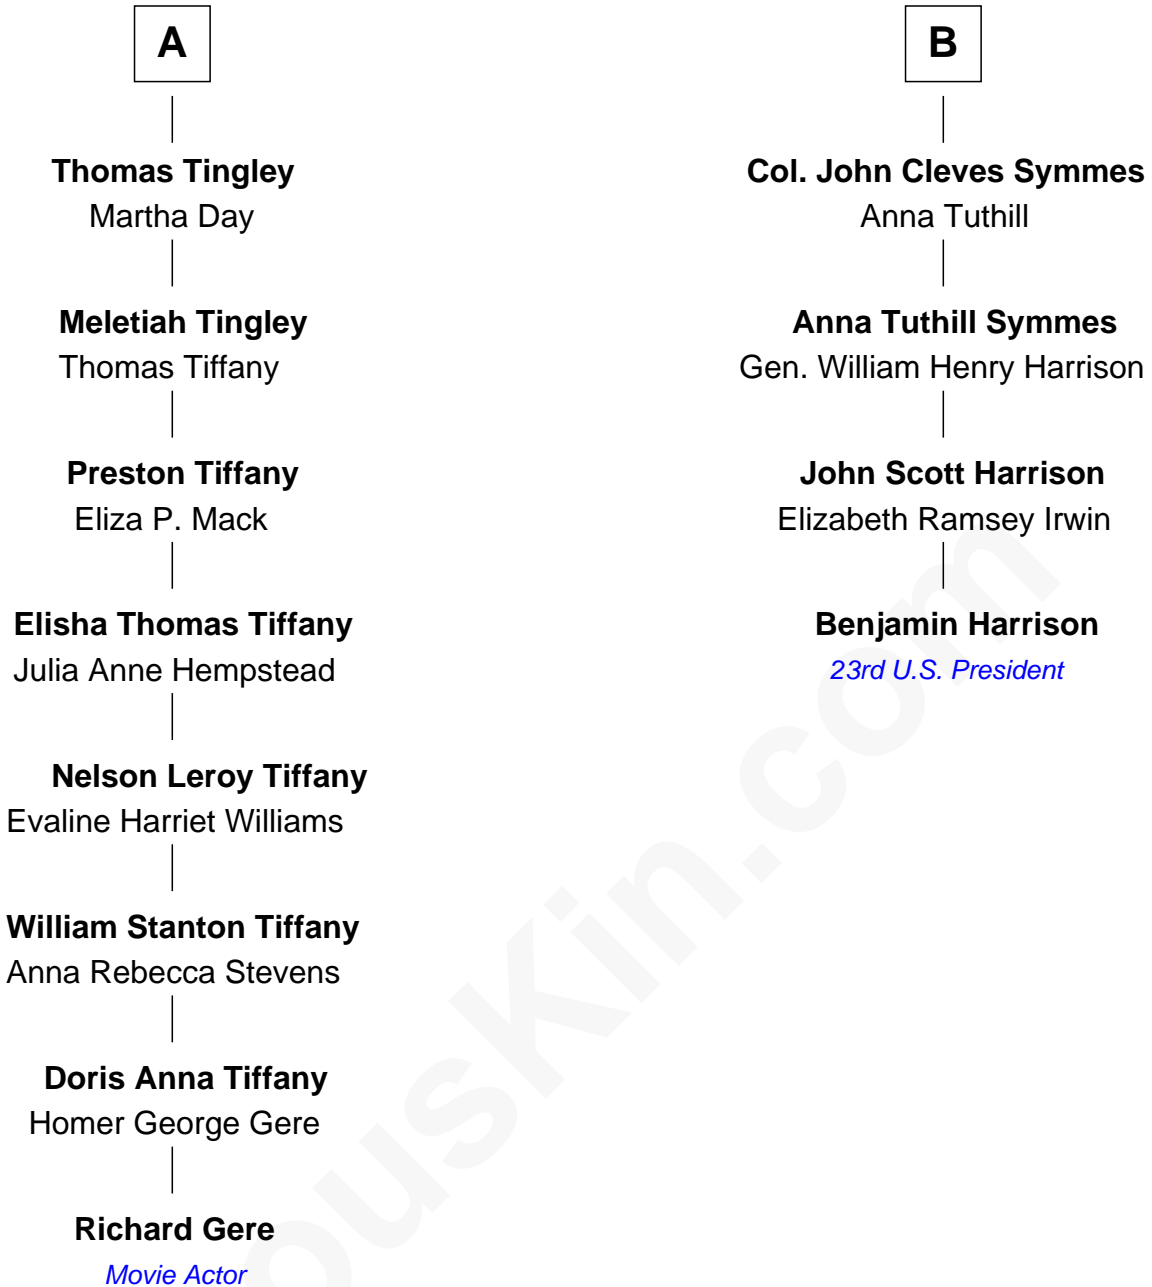 A
Thomas Tingley
Martha Day
Meletiah Tingley
Thomas Tiffany
Preston Tiffany
Eliza P. Mack
Elisha Thomas Tiffany
Julia Anne Hempstead
Nelson Leroy Tiffany
Evaline Harriet Williams
William Stanton Tiffany
Anna Rebecca Stevens
Doris Anna Tiffany
Homer George Gere
Richard Gere
Movie Actor
B
Col. John Cleves Symmes
Anna Tuthill
Anna Tuthill Symmes
Gen. William Henry Harrison
John Scott Harrison
Elizabeth Ramsey Irwin
Benjamin Harrison
23rd U.S. President
ousKin.com